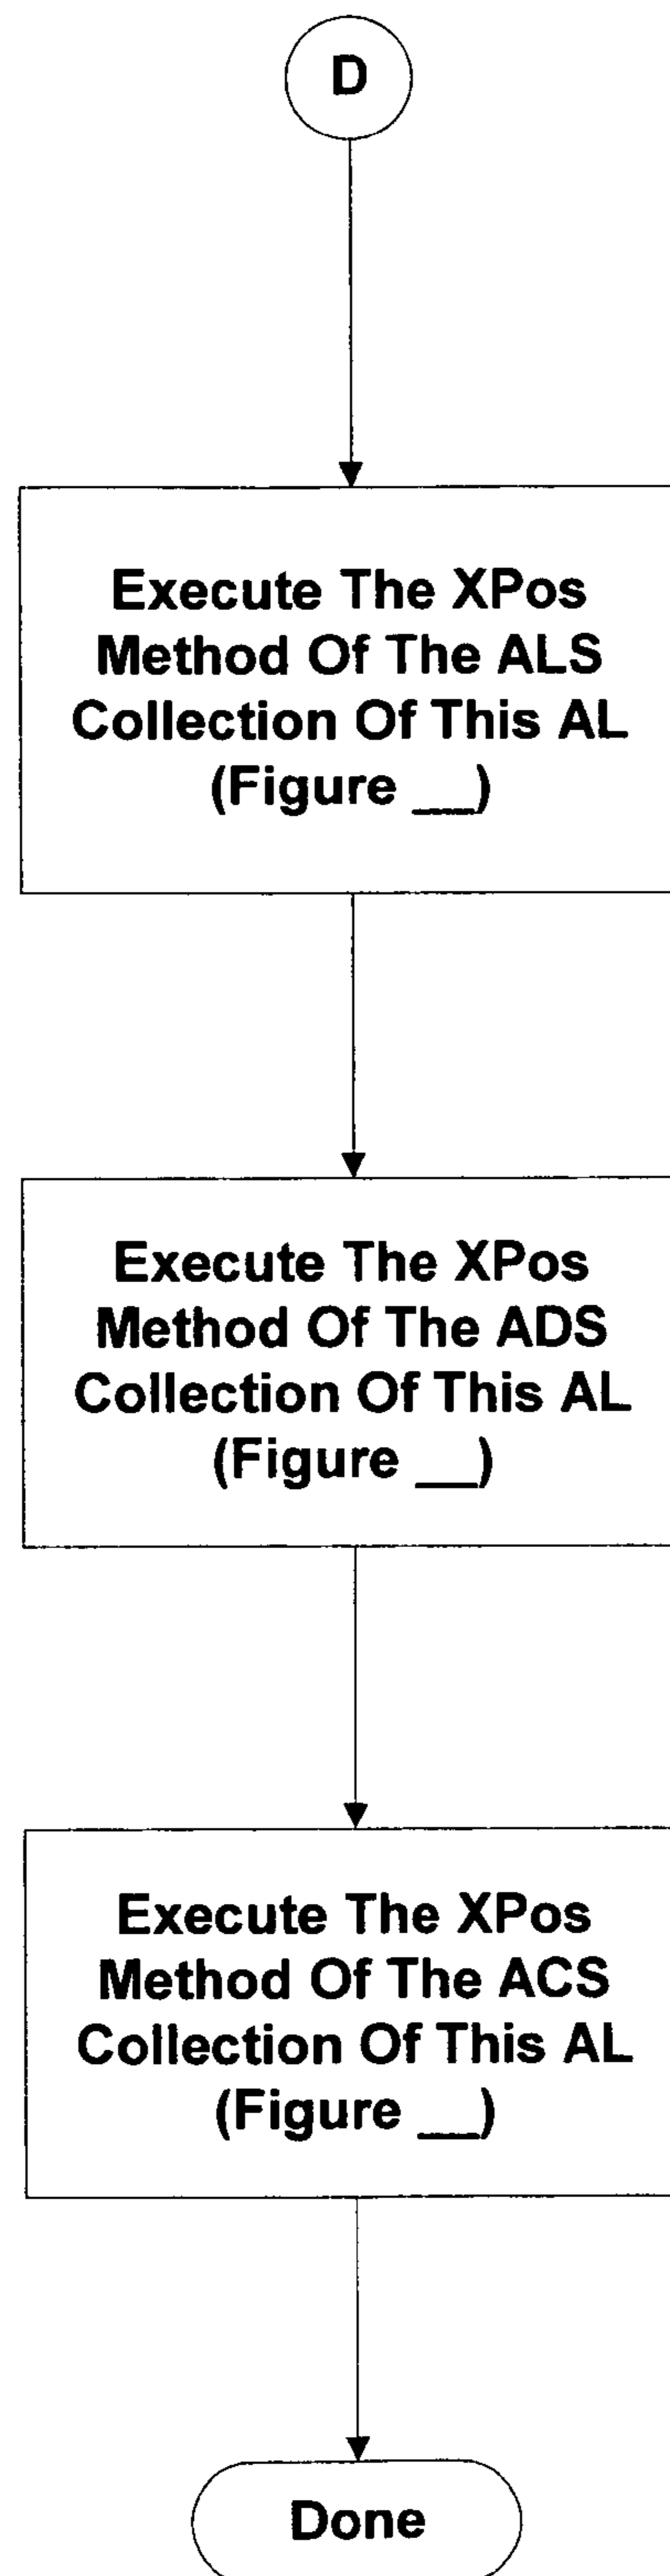 D
Execute The XPos
Method Of The ALS
Collection Of This AL
(Figure __)
Execute The XPos
Method Of The ADS
Collection Of This AL
(Figure __)
Execute The XPos
Method Of The ACS
Collection Of This AL
(Figure __)
Done